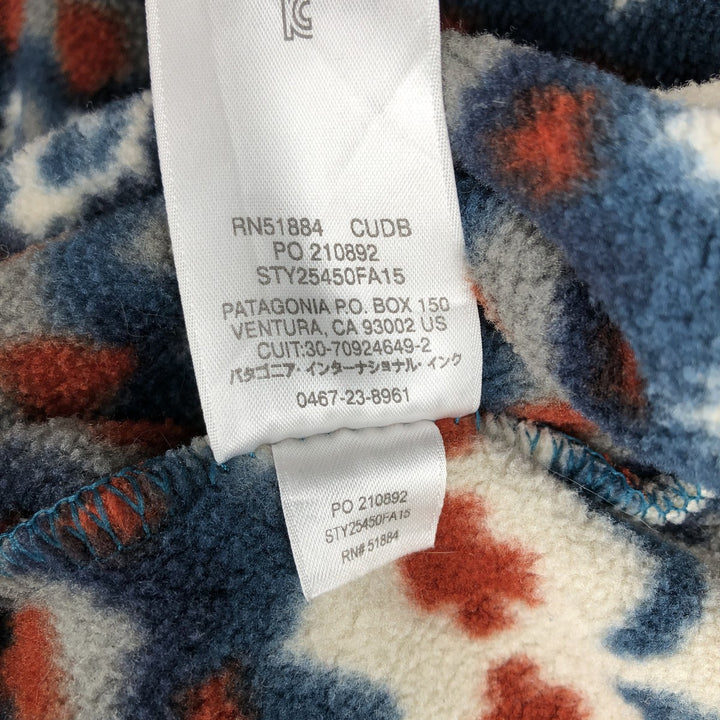 RN51884 CUDB
PO 210892
STY25450FA15
PATAGONIA P.O. BOX 150
VENTURA, CA 93002 US
CUIT:30-70924649-2
パタゴニア・インターナショナル・インク
0467-23-8961
PO 210892
STY25450FA15
RN# 51884